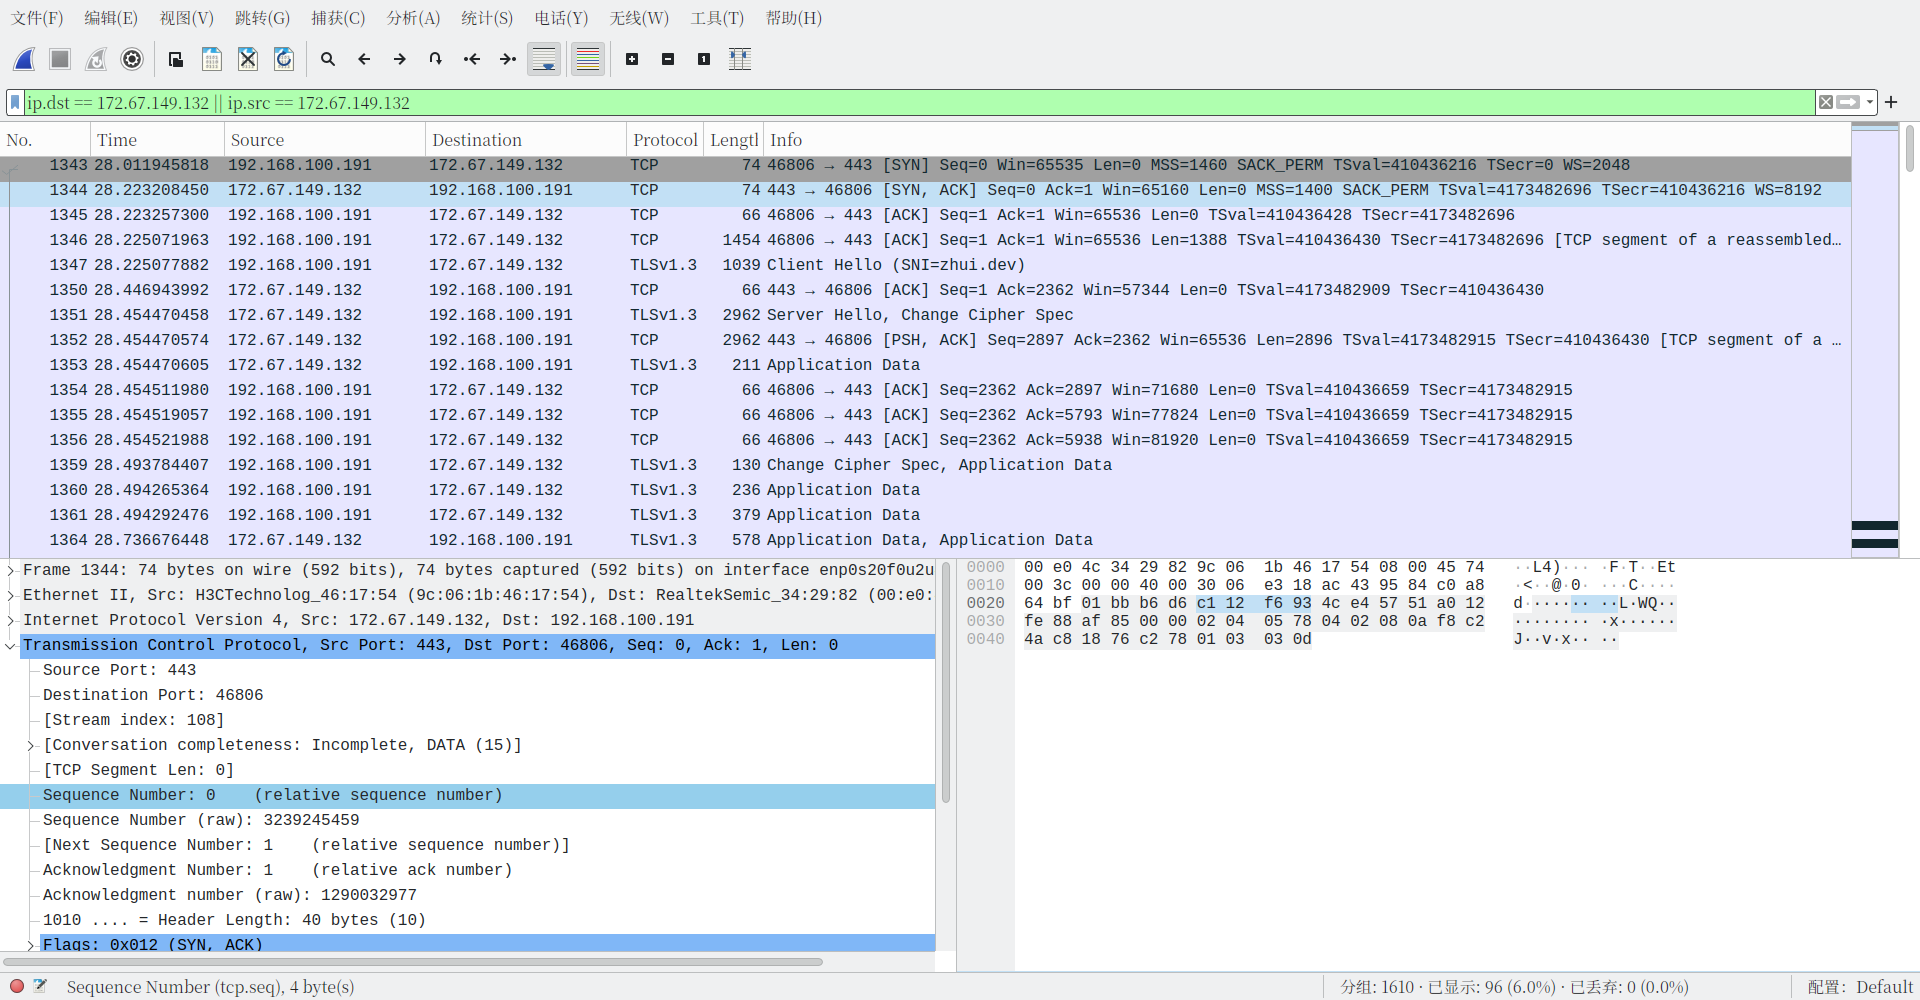 文件(F) 编辑(E) 视图(V) 跳转(G) 捕获(C) 分析(A) 统计(S) 电话(Y) 无线(W) 工具(T) 帮助(H)
ip.dst == 172.67.149.132 || ip.src == 172.67.149.132
No. Time Source Destination Protocol Lengtl Info
1343 28.011945818 192.168.100.191 172.67.149.132 TCP 74 46806 → 443 [SYN] Seq=0 Win=65535 Len=0 MSS=1460 SACK_PERM TSval=410436216 TSecr=0 WS=2048
1344 28.223208450 172.67.149.132 192.168.100.191 TCP 74 443 → 46806 [SYN, ACK] Seq=0 Ack=1 Win=65160 Len=0 MSS=1400 SACK_PERM TSval=4173482696 TSecr=410436216 WS=8192
1345 28.223257300 192.168.100.191 172.67.149.132 TCP 66 46806 → 443 [ACK] Seq=1 Ack=1 Win=65536 Len=0 TSval=410436428 TSecr=4173482696
1346 28.225071963 192.168.100.191 172.67.149.132 TCP 1454 46806 → 443 [ACK] Seq=1 Ack=1 Win=65536 Len=1388 TSval=410436430 TSecr=4173482696 [TCP segment of a reassembled…
1347 28.225077882 192.168.100.191 172.67.149.132 TLSv1.3 1039 Client Hello (SNI=zhui.dev)
1350 28.446943992 172.67.149.132 192.168.100.191 TCP 66 443 → 46806 [ACK] Seq=1 Ack=2362 Win=57344 Len=0 TSval=4173482909 TSecr=410436430
1351 28.454470458 172.67.149.132 192.168.100.191 TLSv1.3 2962 Server Hello, Change Cipher Spec
1352 28.454470574 172.67.149.132 192.168.100.191 TCP 2962 443 → 46806 [PSH, ACK] Seq=2897 Ack=2362 Win=65536 Len=2896 TSval=4173482915 TSecr=410436430 [TCP segment of a …
1353 28.454470605 172.67.149.132 192.168.100.191 TLSv1.3 211 Application Data
1354 28.454511980 192.168.100.191 172.67.149.132 TCP 66 46806 → 443 [ACK] Seq=2362 Ack=2897 Win=71680 Len=0 TSval=410436659 TSecr=4173482915
1355 28.454519057 192.168.100.191 172.67.149.132 TCP 66 46806 → 443 [ACK] Seq=2362 Ack=5793 Win=77824 Len=0 TSval=410436659 TSecr=4173482915
1356 28.454521988 192.168.100.191 172.67.149.132 TCP 66 46806 → 443 [ACK] Seq=2362 Ack=5938 Win=81920 Len=0 TSval=410436659 TSecr=4173482915
1359 28.493784407 192.168.100.191 172.67.149.132 TLSv1.3 130 Change Cipher Spec, Application Data
1360 28.494265364 192.168.100.191 172.67.149.132 TLSv1.3 236 Application Data
1361 28.494292476 192.168.100.191 172.67.149.132 TLSv1.3 379 Application Data
1364 28.736676448 172.67.149.132 192.168.100.191 TLSv1.3 578 Application Data, Application Data
Frame 1344: 74 bytes on wire (592 bits), 74 bytes captured (592 bits) on interface enp0s20f0u2u
Ethernet II, Src: H3CTechnolog_46:17:54 (9c:06:1b:46:17:54), Dst: RealtekSemic_34:29:82 (00:e0:
Internet Protocol Version 4, Src: 172.67.149.132, Dst: 192.168.100.191
Transmission Control Protocol, Src Port: 443, Dst Port: 46806, Seq: 0, Ack: 1, Len: 0
Source Port: 443
Destination Port: 46806
[Stream index: 108]
[Conversation completeness: Incomplete, DATA (15)]
[TCP Segment Len: 0]
Sequence Number: 0 (relative sequence number)
Sequence Number (raw): 3239245459
[Next Sequence Number: 1 (relative sequence number)]
Acknowledgment Number: 1 (relative ack number)
Acknowledgment number (raw): 1290032977
1010 .... = Header Length: 40 bytes (10)
Flags: 0x012 (SYN, ACK)
0000 00 e0 4c 34 29 82 9c 06 1b 46 17 54 08 00 45 74 ··L4)··· ·F·T··Et
0010 00 3c 00 00 40 00 30 06 e3 18 ac 43 95 84 c0 a8 ·<··@·0· ···C····
0020 64 bf 01 bb b6 d6 c1 12 f6 93 4c e4 57 51 a0 12 d······· ··L·WQ··
0030 fe 88 af 85 00 00 02 04 05 78 04 02 08 0a f8 c2 ········ ·x······
0040 4a c8 18 76 c2 78 01 03 03 0d J··v·x·· ··
Sequence Number (tcp.seq), 4 byte(s)
分组: 1610 · 已显示: 96 (6.0%) · 已丢弃: 0 (0.0%)
配置: Default